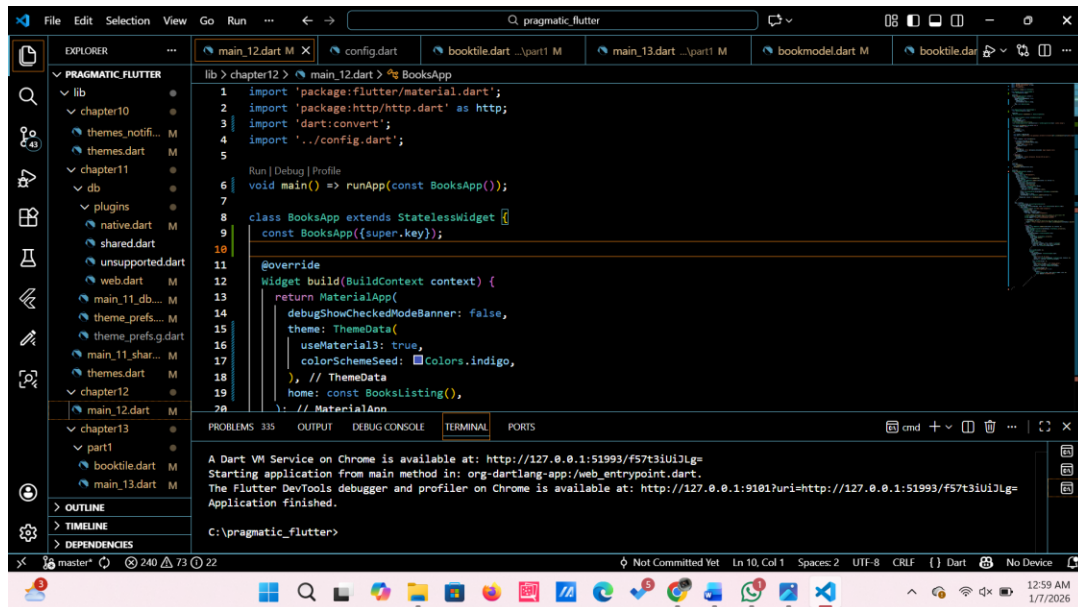 File Edit Selection View Go Run ··· pragmatic_flutter
EXPLORER
PRAGMATIC_FLUTTER
lib
chapter10
themes_notifi... M
themes.dart M
chapter11
db
plugins
native.dart M
shared.dart
unsupported.dart
web.dart M
main_11_db.... M
theme_prefs.... M
theme_prefs.g.dart
main_11_shar... M
themes.dart M
chapter12
main_12.dart M
chapter13
part1
booktile.dart M
main_13.dart M
OUTLINE
TIMELINE
DEPENDENCIES
43
main_12.dart M config.dart booktile.dart ...\part1 M main_13.dart ...\part1 M bookmodel.dart M booktile.dar
lib > chapter12 > main_12.dart > BooksApp
1 import 'package:flutter/material.dart';
2 import 'package:http/http.dart' as http;
3 import 'dart:convert';
4 import '../config.dart';
5
Run | Debug | Profile
6 void main() => runApp(const BooksApp());
7
8 class BooksApp extends StatelessWidget {
9 const BooksApp({super.key});
10
11 @override
12 Widget build(BuildContext context) {
13 return MaterialApp(
14 debugShowCheckedModeBanner: false,
15 theme: ThemeData(
16 useMaterial3: true,
17 colorSchemeSeed: Colors.indigo,
18 ), // ThemeData
19 home: const BooksListing(),
20 ); // MaterialApp
PROBLEMS 335 OUTPUT DEBUG CONSOLE TERMINAL PORTS cmd
A Dart VM Service on Chrome is available at: http://127.0.0.1:51993/f57t3iUiJLg=
Starting application from main method in: org-dartlang-app:/web_entrypoint.dart.
The Flutter DevTools debugger and profiler on Chrome is available at: http://127.0.0.1:9101?uri=http://127.0.0.1:51993/f57t3iUiJLg=
Application finished.
C:\pragmatic_flutter>
master* 240 73 22 Not Committed Yet Ln 10, Col 1 Spaces: 2 UTF-8 CRLF {} Dart No Device
12:59 AM
1/7/2026